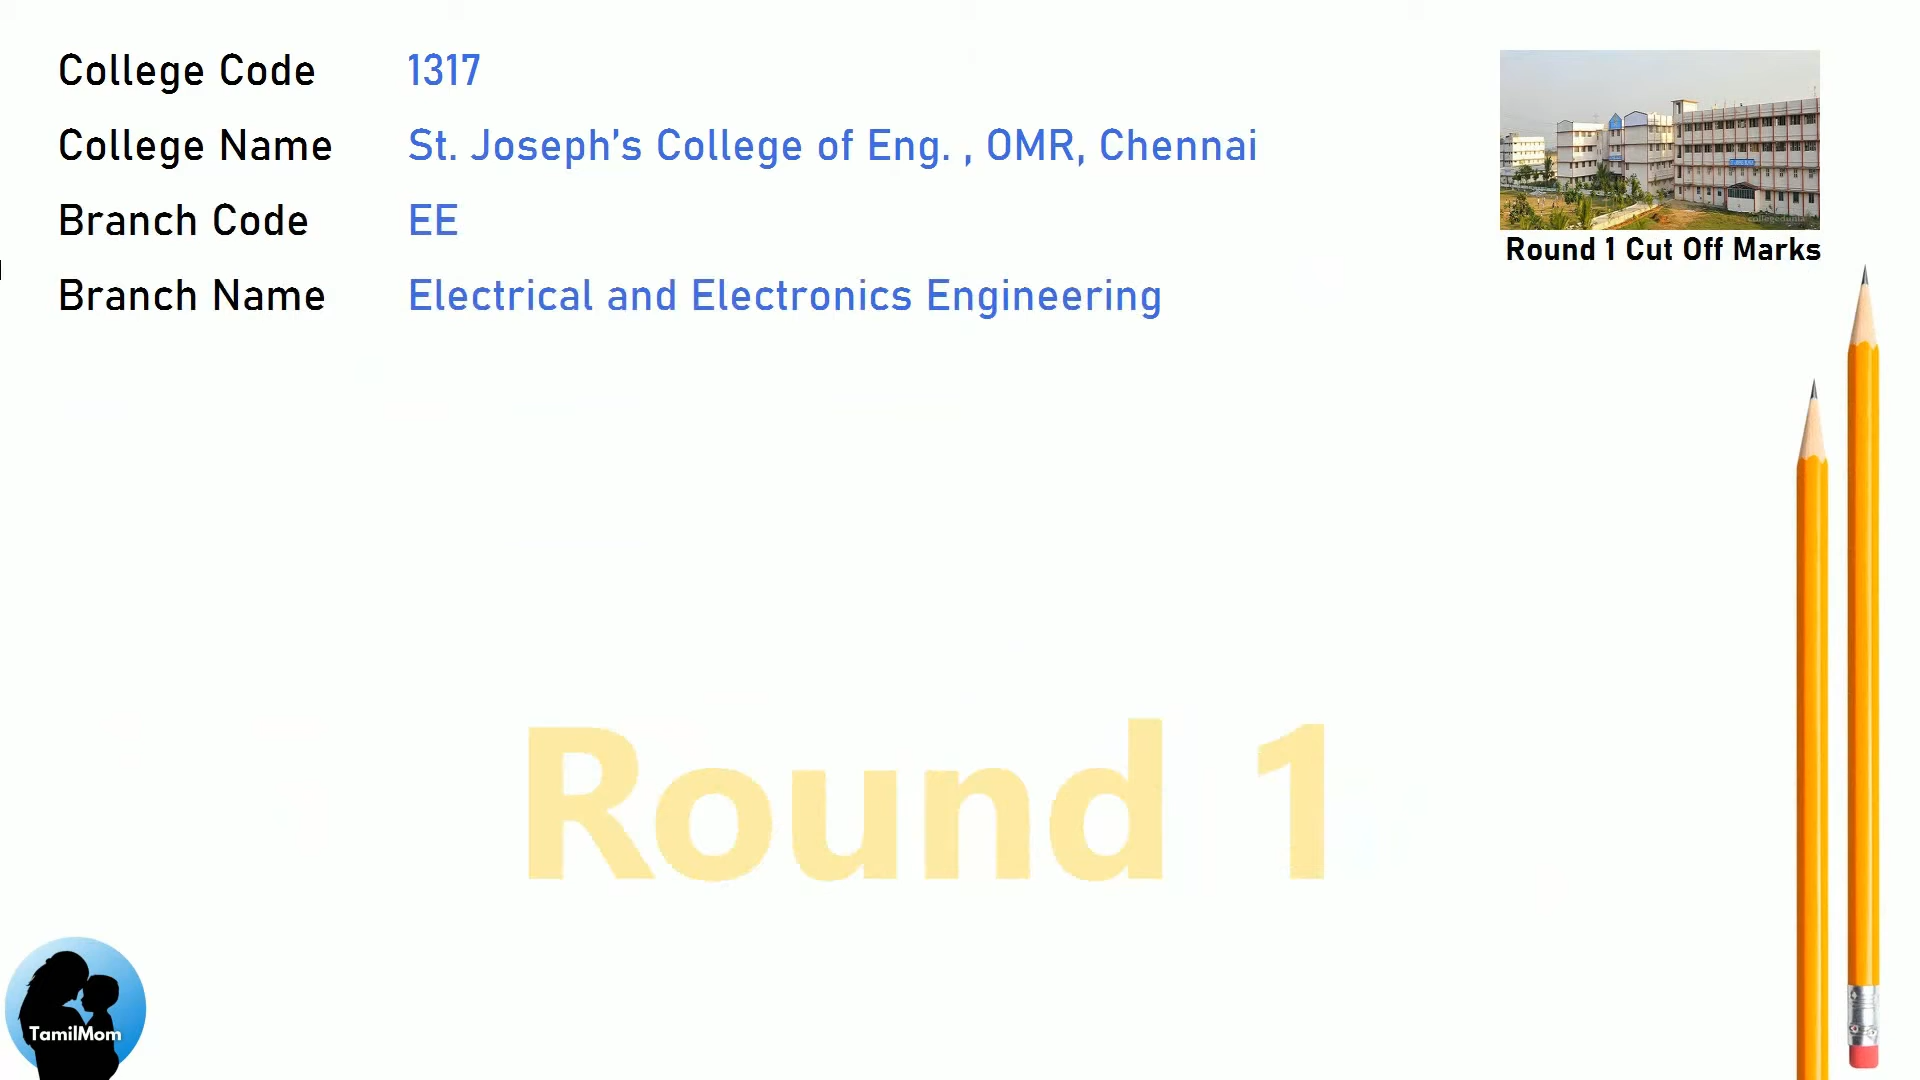 College Code 1317
College Name St. Joseph's College of Eng. , OMR, Chennai
Branch Code EE
Branch Name Electrical and Electronics Engineering
Round 1 Cut Off Marks
Round 1
TamilMom